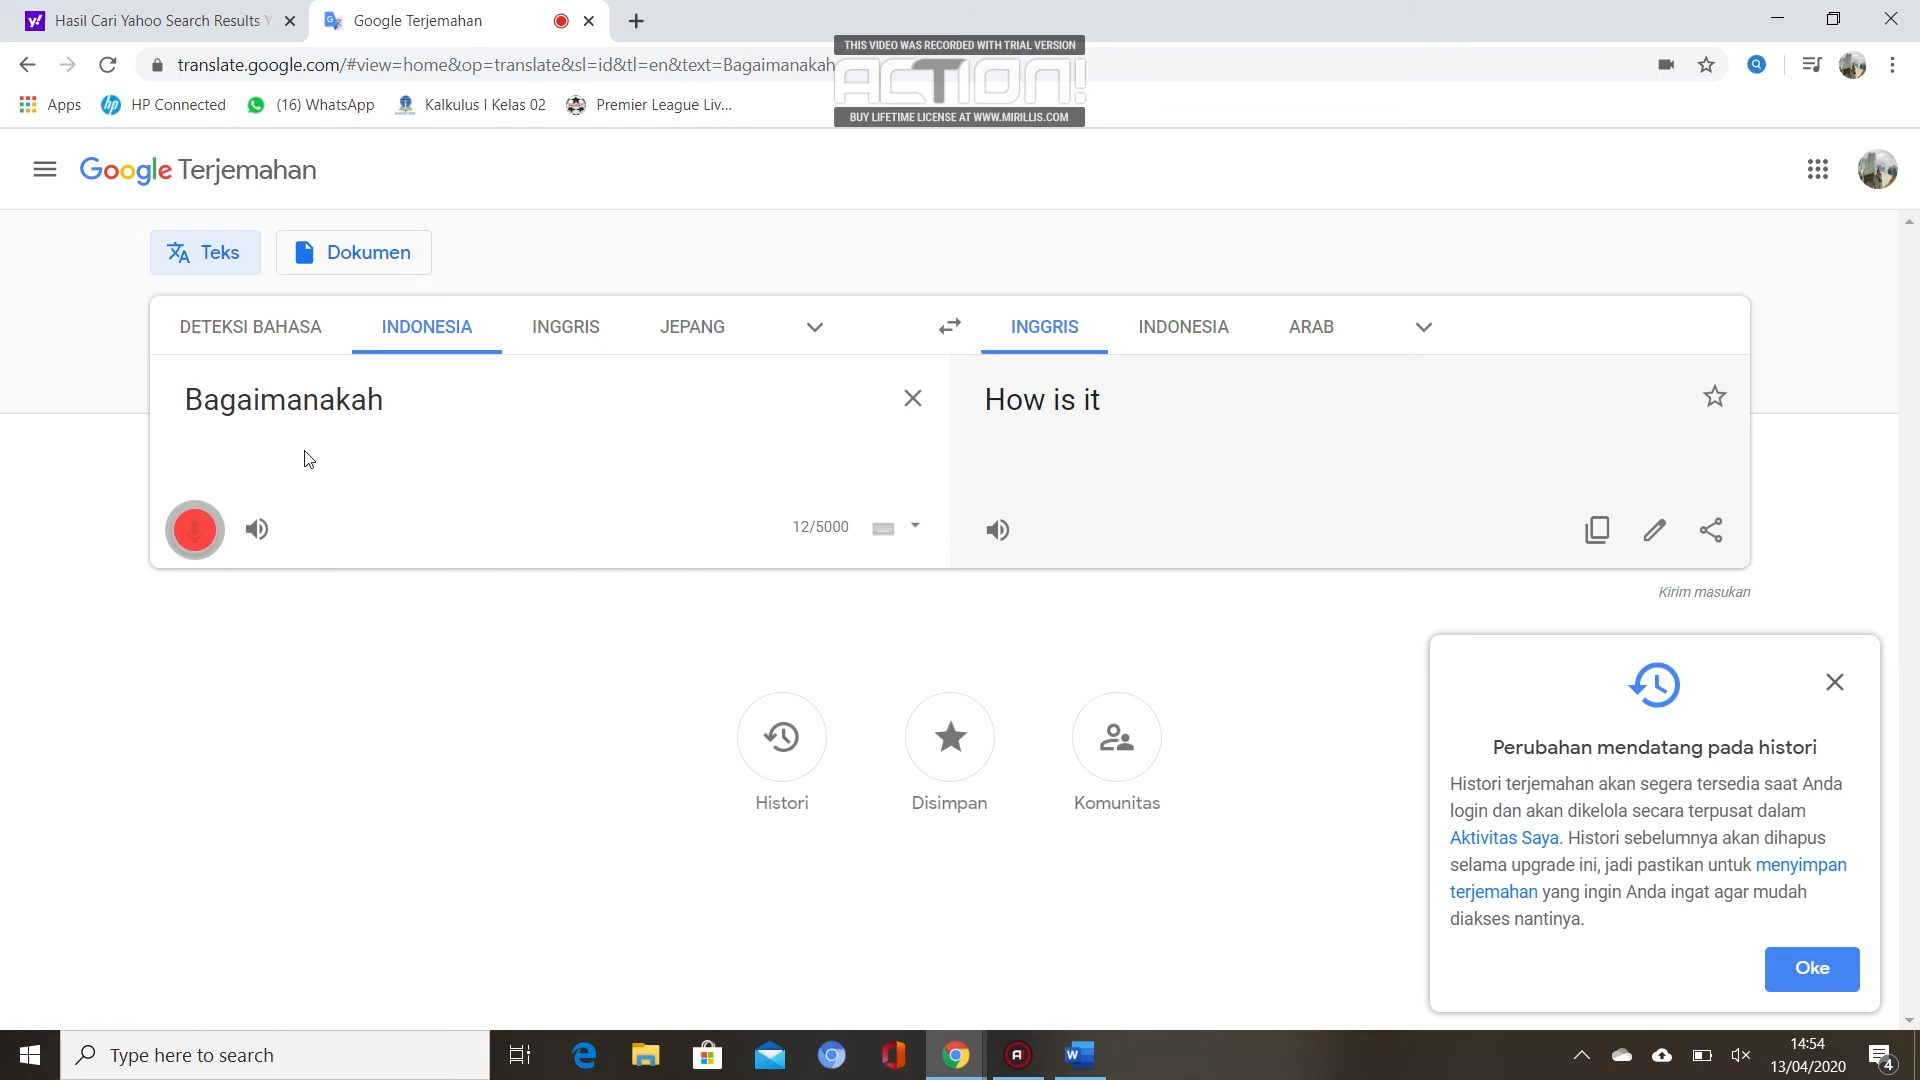 Hasil Cari Yahoo Search Results Y
Google Terjemahan
THIS VIDEO WAS RECORDED WITH TRIAL VERSION
ACTION!
BUY LIFETIME LICENSE AT WWW.MIRILLIS.COM
translate.google.com/#view=home&op=translate&sl=id&tl=en&text=Bagaimanakah
Apps
HP Connected
(16) WhatsApp
Kalkulus I Kelas 02
Premier League Liv...
Google Terjemahan
Teks
Dokumen
DETEKSI BAHASA
INDONESIA
INGGRIS
JEPANG
INGGRIS
INDONESIA
ARAB
Bagaimanakah
How is it
12/5000
Kirim masukan
Histori
Disimpan
Komunitas
Perubahan mendatang pada histori
Histori terjemahan akan segera tersedia saat Anda
login dan akan dikelola secara terpusat dalam
Aktivitas Saya. Histori sebelumnya akan dihapus
selama upgrade ini, jadi pastikan untuk menyimpan
terjemahan yang ingin Anda ingat agar mudah
diakses nantinya.
Oke
Type here to search
14:54
13/04/2020
4